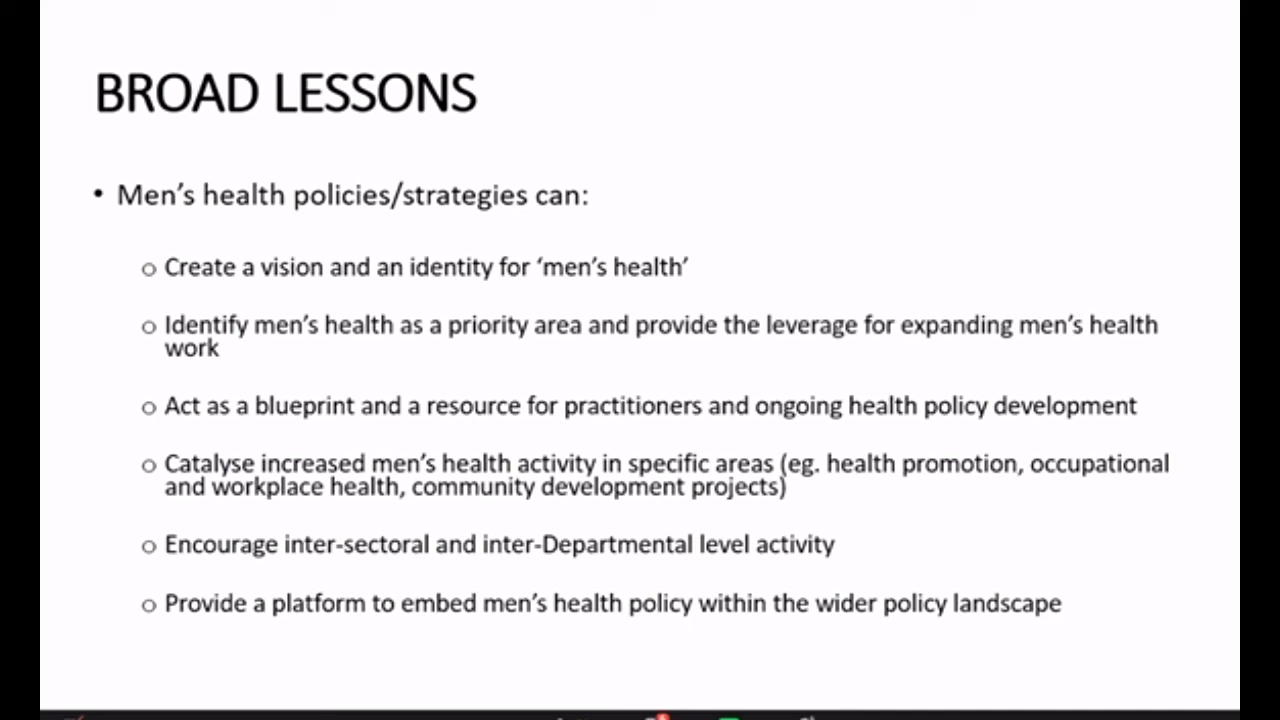 BROAD LESSONS
• Men’s health policies/strategies can:
o Create a vision and an identity for ‘men’s health’
o Identify men’s health as a priority area and provide the leverage for expanding men’s health
work
o Act as a blueprint and a resource for practitioners and ongoing health policy development
o Catalyse increased men’s health activity in specific areas (eg. health promotion, occupational
and workplace health, community development projects)
o Encourage inter-sectoral and inter-Departmental level activity
o Provide a platform to embed men’s health policy within the wider policy landscape